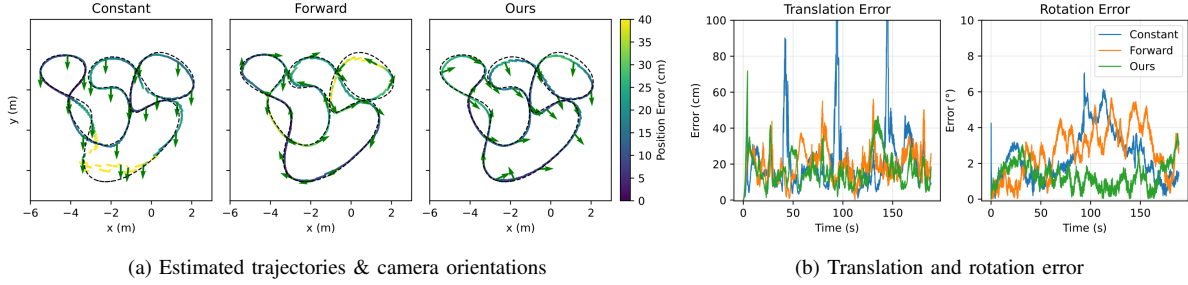 Constant
Forward
Ours
y (m)
−6 −4 −2 0 2
x (m)
−6 −4 −2 0 2
x (m)
−6 −4 −2 0 2
x (m)
40
35
30
25
20
15
10
5
0
Position Error (cm)
(a) Estimated trajectories & camera orientations
Translation Error
Error (cm)
100
80
60
40
20
0
0 50 100 150
Time (s)
Rotation Error
Error (°)
10
8
6
4
2
0
0 50 100 150
Time (s)
Constant
Forward
Ours
(b) Translation and rotation error